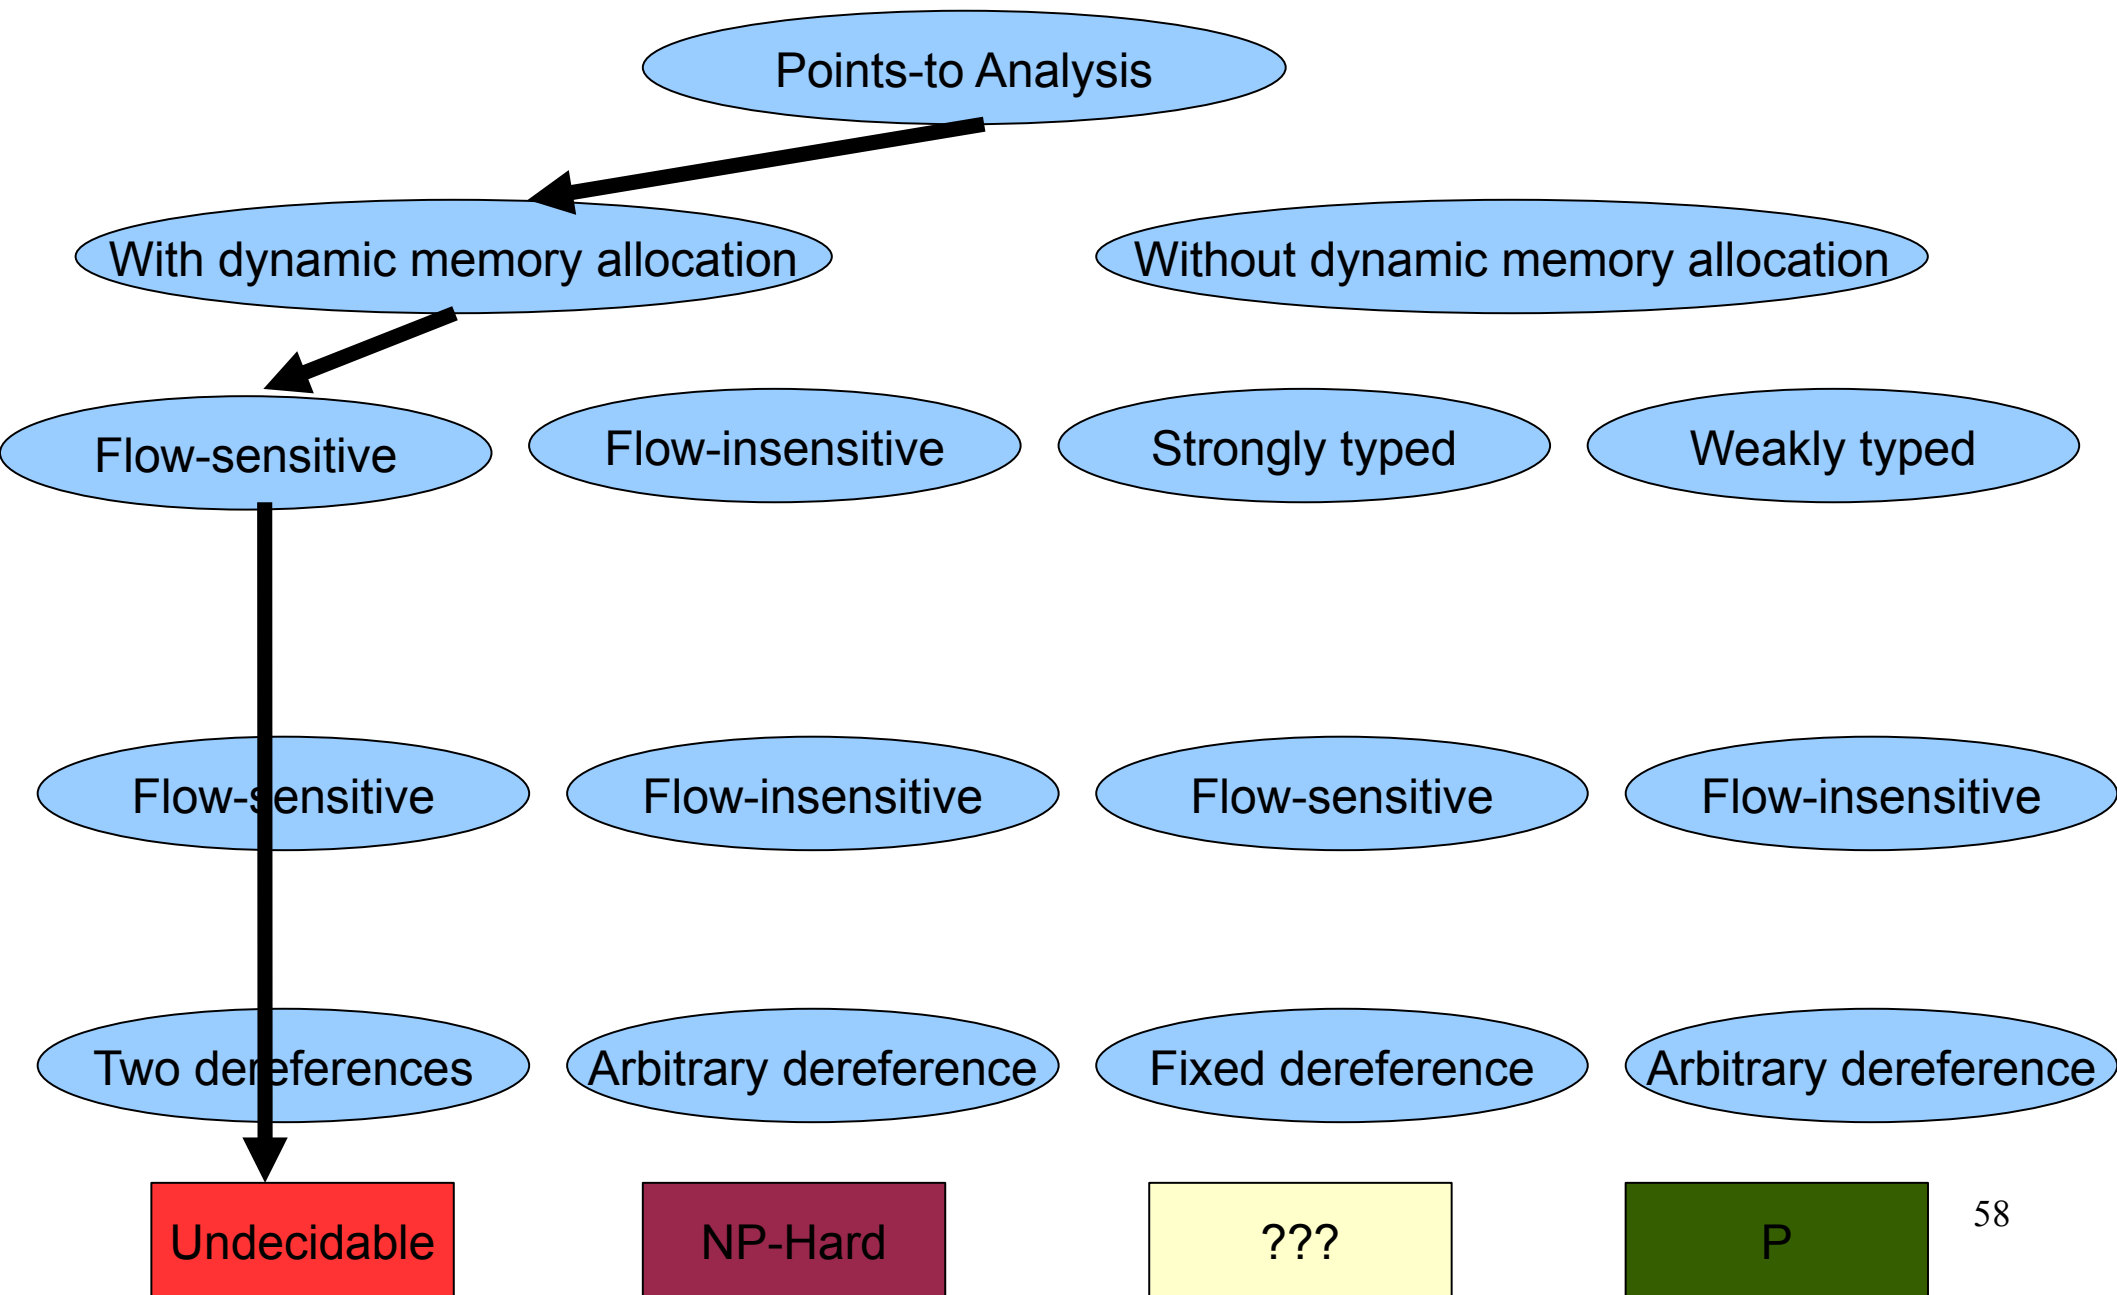 Points-to Analysis
With dynamic memory allocation
Without dynamic memory allocation
Flow-sensitive
Flow-insensitive
Strongly typed
Weakly typed
Flow-sensitive
Flow-insensitive
Flow-sensitive
Flow-insensitive
Two dereferences
Arbitrary dereference
Fixed dereference
Arbitrary dereference
Undecidable
NP-Hard
???
P
58